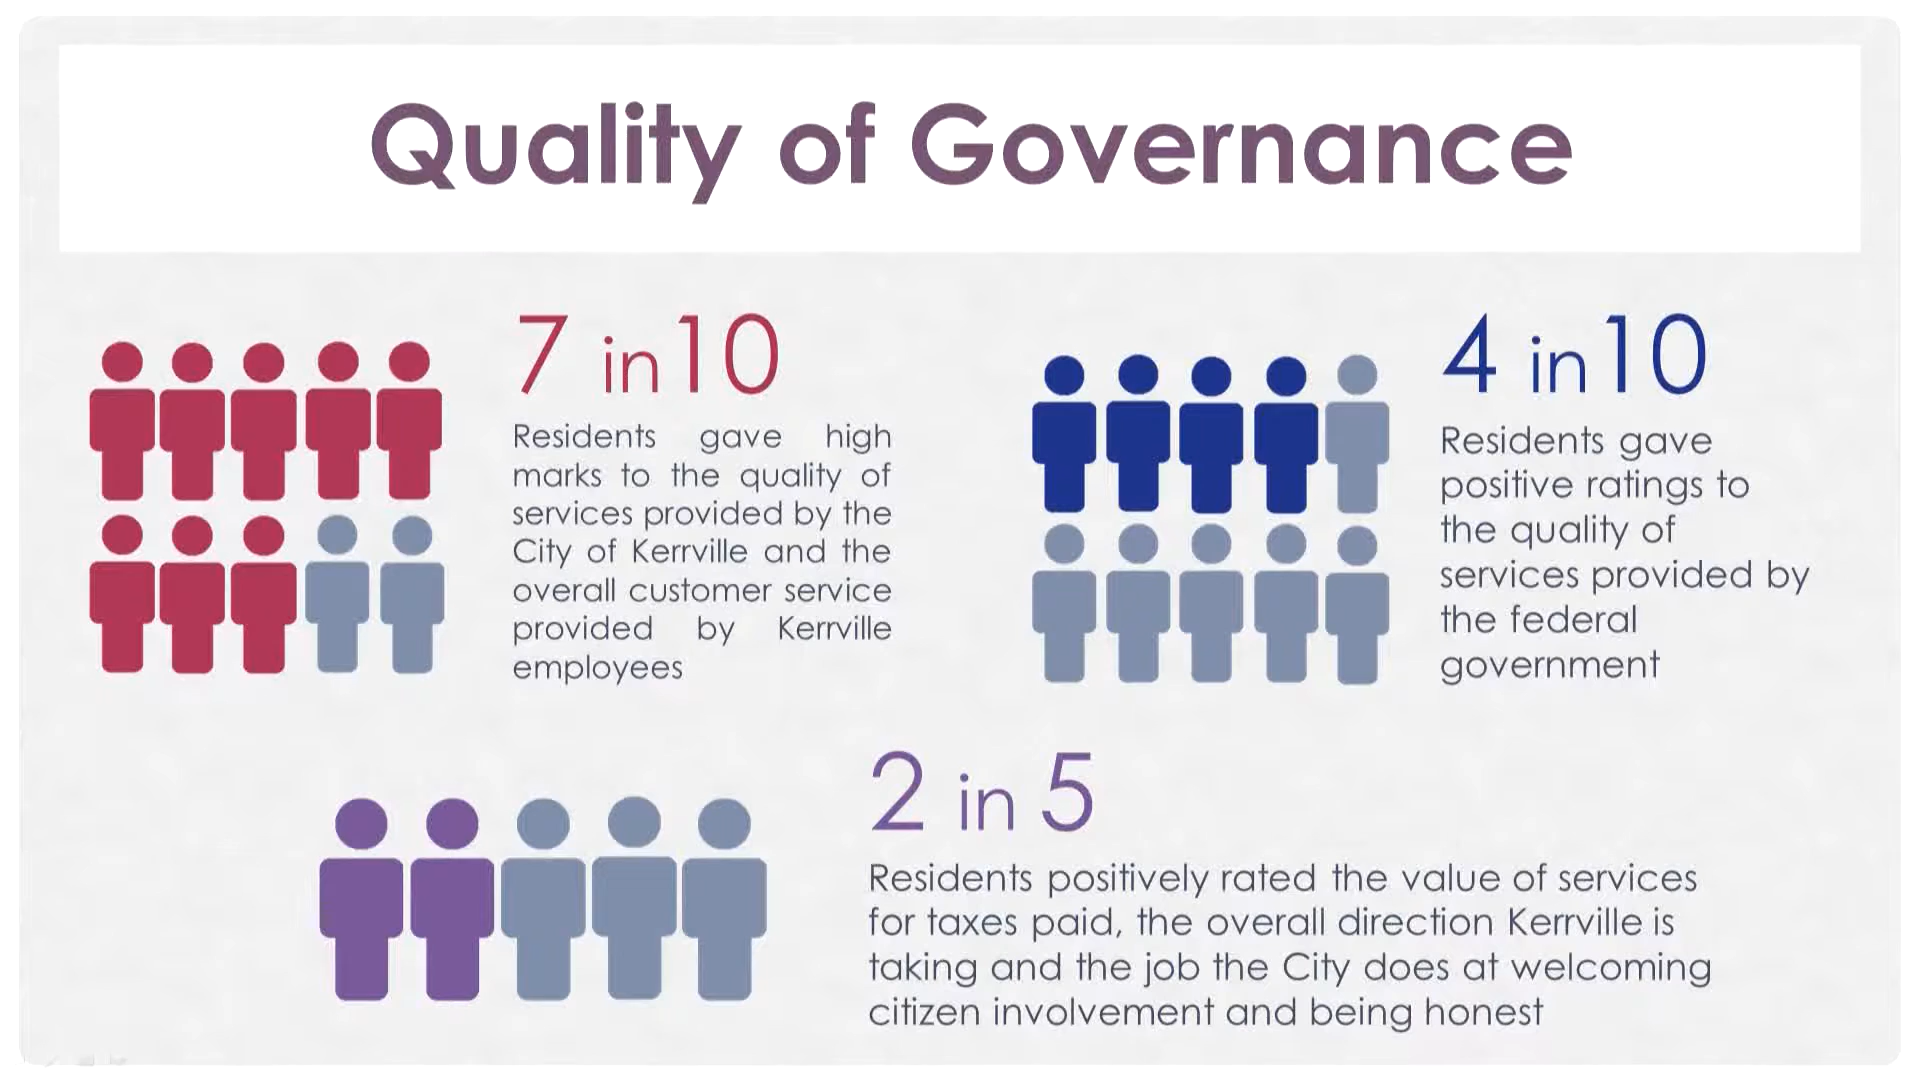 Quality of Governance
7 in 10
Residents gave high
marks to the quality of
services provided by the
City of Kerrville and the
overall customer service
provided by Kerrville
employees
4 in 10
Residents gave
positive ratings to
the quality of
services provided by
the federal
government
2 in 5
Residents positively rated the value of services
for taxes paid, the overall direction Kerrville is
taking and the job the City does at welcoming
citizen involvement and being honest